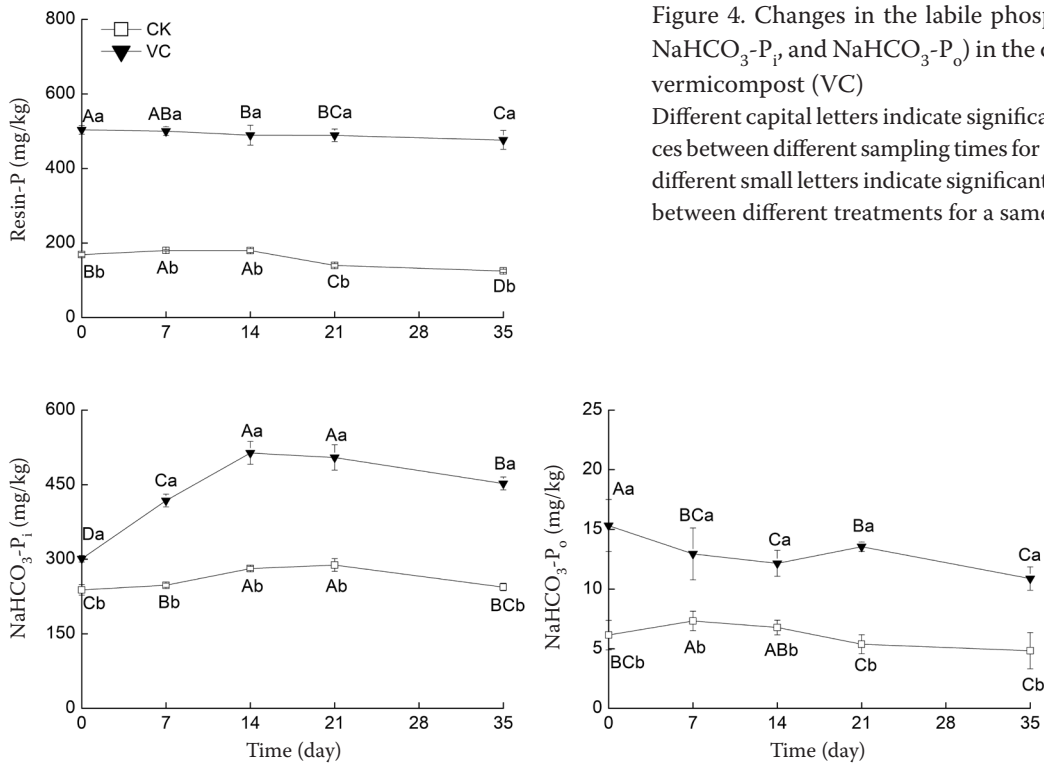 800
CK
VC
600
Aa
ABa
Ba
BCa
Ca
400
Resin-P (mg/kg)
200
Bb
Ab
Ab
Cb
Db
0
0 7 14 21 28 35
Figure 4. Changes in the labile phosp
NaHCO₃-Pᵢ, and NaHCO₃-Pₒ) in the c
vermicompost (VC)
Different capital letters indicate significa
ces between different sampling times for
different small letters indicate significant
between different treatments for a same
600
Aa
Aa
450
Ca
Ba
Da
300
NaHCO₃-Pᵢ (mg/kg)
Cb
Bb
Ab
Ab
BCb
150
0
0 7 14 21 28 35
Time (day)
25
20
Aa
BCa
Ca
Ba
Ca
15
NaHCO₃-Pₒ (mg/kg)
10
5
BCb
Ab
ABb
Cb
Cb
0
0 7 14 21 28 35
Time (day)